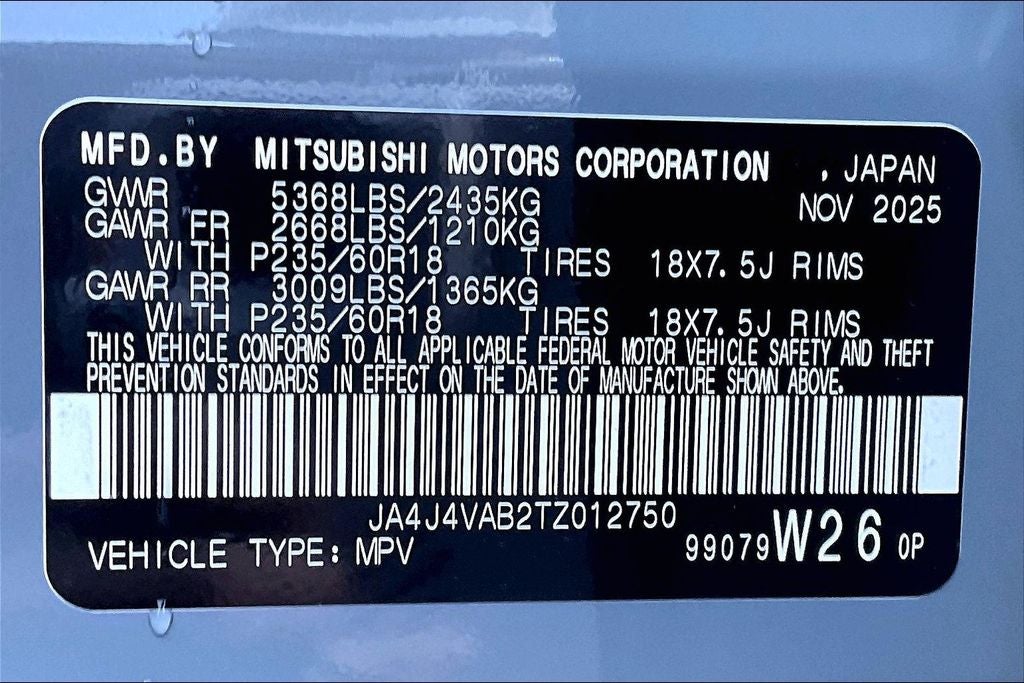 MFD.BY MITSUBISHI MOTORS CORPORATION , JAPAN
GVWR 5368LBS/2435KG NOV 2025
GAWR FR 2668LBS/1210KG
WITH P235/60R18 TIRES 18X7.5J RIMS
GAWR RR 3009LBS/1365KG
WITH P235/60R18 TIRES 18X7.5J RIMS
THIS VEHICLE CONFORMS TO ALL APPLICABLE FEDERAL MOTOR VEHICLE SAFETY AND THEFT
PREVENTION STANDARDS IN EFFECT ON THE DATE OF MANUFACTURE SHOWN ABOVE.
JA4J4VAB2TZ012750
VEHICLE TYPE: MPV 99079 W26 0P